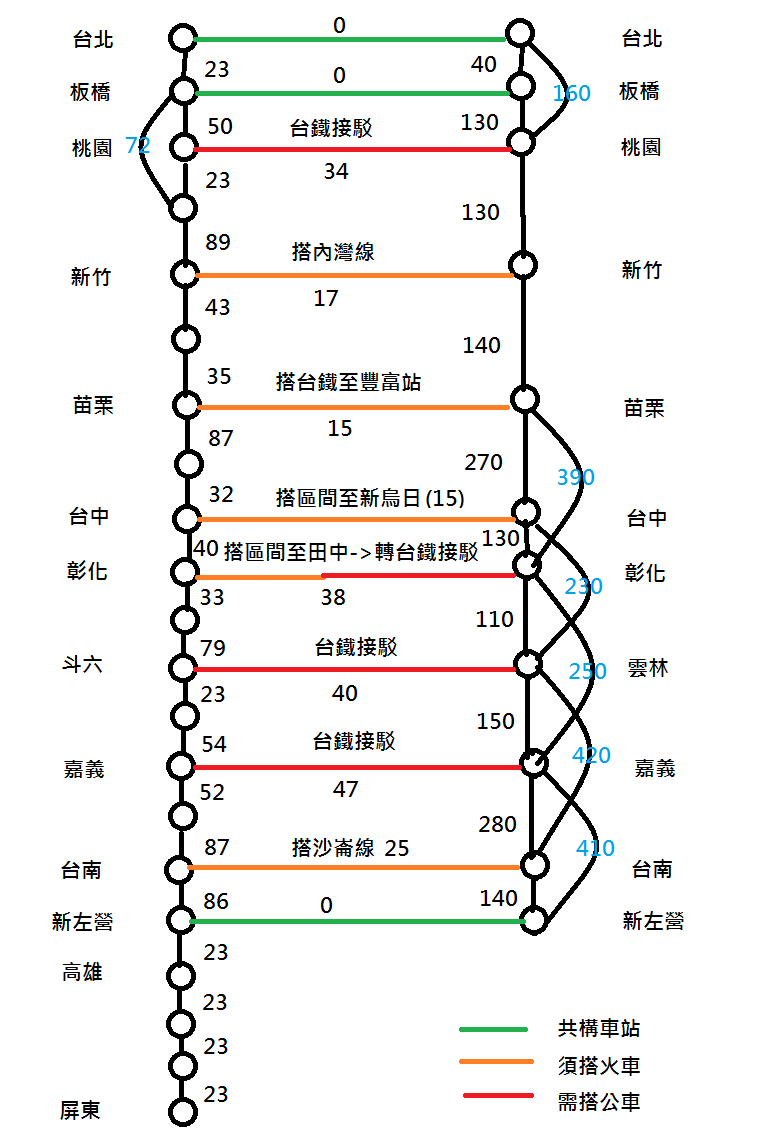 台北 0 台北
23 40
板橋 0 160 板橋
50 台鐵接駁 130
桃園 72 34 桃園
23 130
89 搭內灣線
新竹 17 新竹
43
140
35 搭台鐵至豐富站
苗栗 15 苗栗
87 270 390
32 搭區間至新烏日(15)
台中 130 台中
40 搭區間至田中->轉台鐵接駁
彰化 230 彰化
33 38
110
79 台鐵接駁
斗六 250 雲林
23 40
150
54 台鐵接駁 420
嘉義 47 嘉義
52
280
87 搭沙崙線 25 410
台南 台南
86 0 140
新左營 新左營
23
高雄
23
共構車站
23
須搭火車
23
需搭公車
屏東